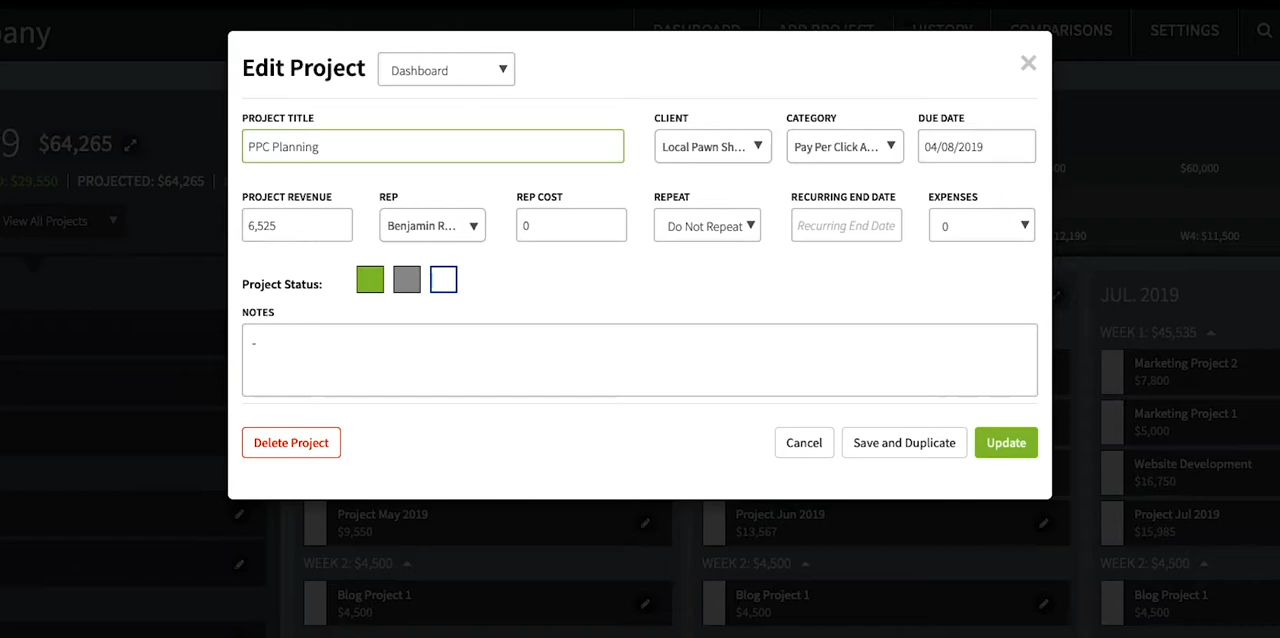 any
DASHBOARD ADD PROJECT HISTORY COMPARISONS SETTINGS
Edit Project
Dashboard
PROJECT TITLE
PPC Planning
CLIENT
Local Pawn Sh...
CATEGORY
Pay Per Click A...
DUE DATE
04/08/2019
PROJECT REVENUE
6,525
REP
Benjamin R...
REP COST
0
REPEAT
Do Not Repeat
RECURRING END DATE
Recurring End Date
EXPENSES
0
Project Status:
NOTES
-
Delete Project
Cancel
Save and Duplicate
Update
9 $64,265
D: $29,550 | PROJECTED: $64,265 |
View All Projects
$60,000
12,190
W4: $11,500
Project May 2019
$9,550
WEEK 2: $4,500
Blog Project 1
$4,500
Project Jun 2019
$13,567
WEEK 2: $4,500
Blog Project 1
$4,500
JUL. 2019
WEEK 1: $45,535
Marketing Project 2
$7,800
Marketing Project 1
$5,000
Website Development
$16,750
Project Jul 2019
$15,985
WEEK 2: $4,500
Blog Project 1
$4,500